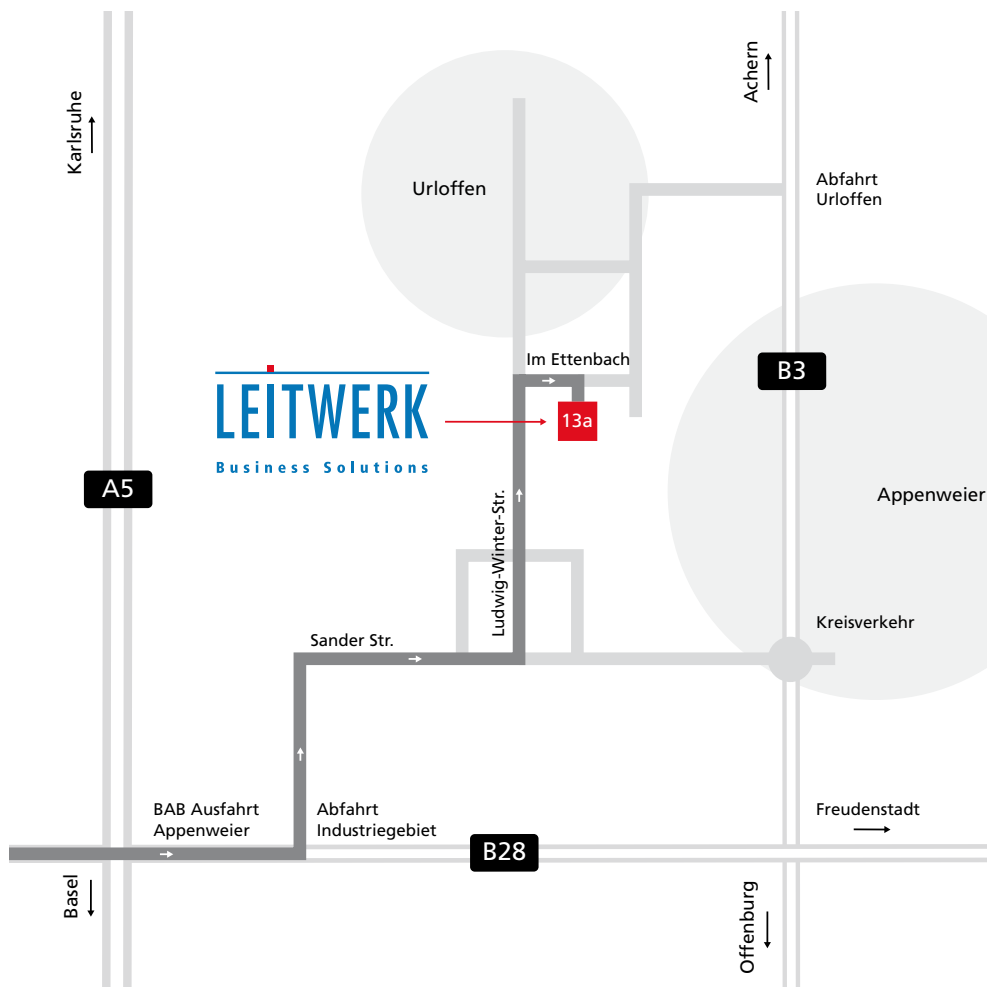 Achern
Karlsruhe
Urloffen
Abfahrt
Urloffen
Im Ettenbach
B3
LEITWERK
13a
Business Solutions
A5
Appenweier
Ludwig-Winter-Str.
Kreisverkehr
Sander Str.
BAB Ausfahrt
Appenweier
Abfahrt
Industriegebiet
Freudenstadt
B28
Basel
Offenburg